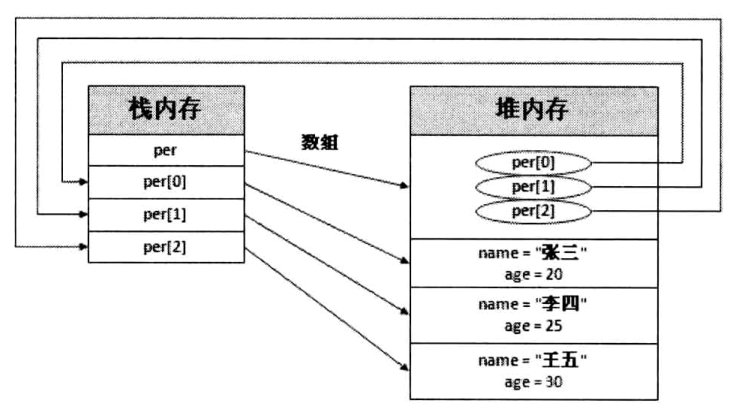 栈内存
per
per[0]
per[1]
per[2]
数组
堆内存
per[0]
per[1]
per[2]
name = "张三"
age = 20
name = "李四"
age = 25
name = "王五"
age = 30